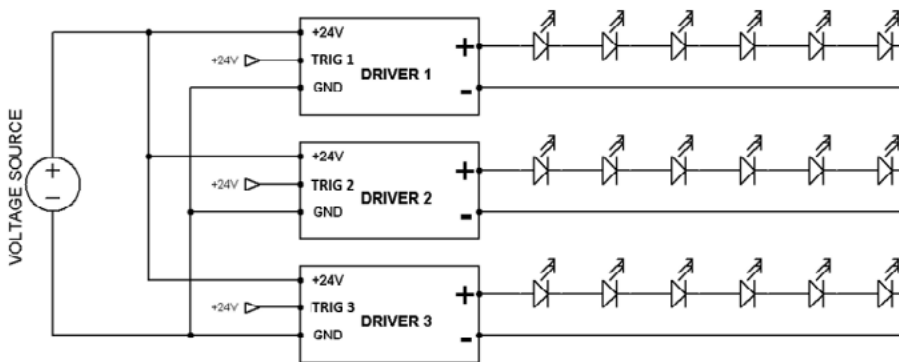 VOLTAGE SOURCE
+
−
+24V
+24V TRIG 1
GND
DRIVER 1
+
-
+24V
+24V TRIG 2
GND
DRIVER 2
+
-
+24V
+24V TRIG 3
GND
DRIVER 3
+
-